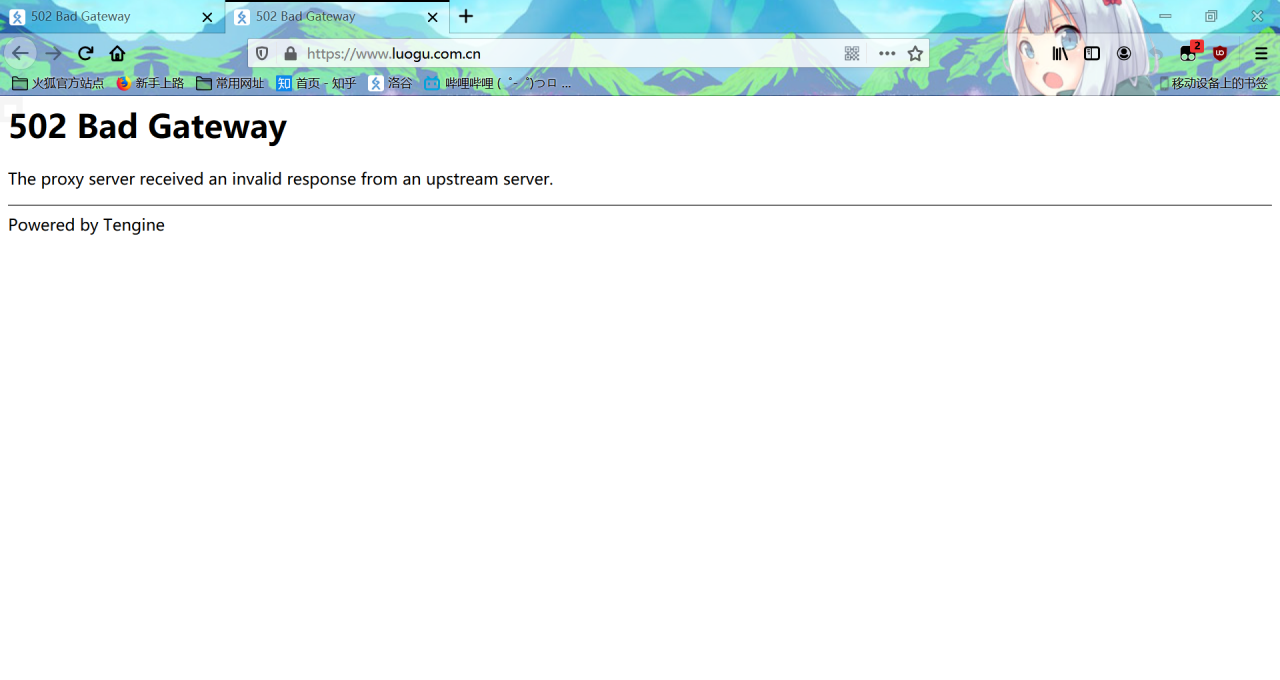 502 Bad Gateway
502 Bad Gateway
https://www.luogu.com.cn
2
火狐官方站点 新手上路 常用网址 知 首页 - 知乎 洛谷 哔哩哔哩 ( ゜- ゜)つロ ... 移动设备上的书签
502 Bad Gateway
The proxy server received an invalid response from an upstream server.
Powered by Tengine